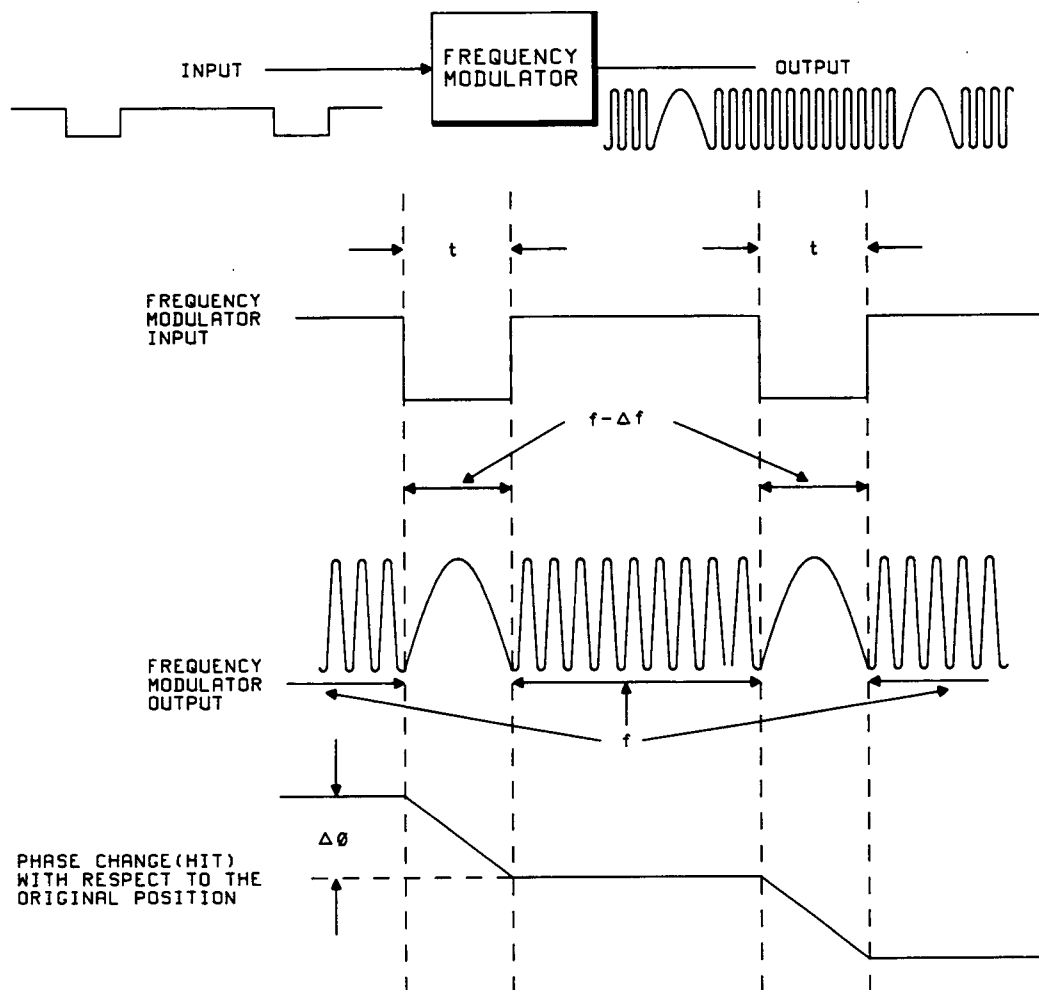 INPUT
FREQUENCY
MODULATOR
OUTPUT
t
t
FREQUENCY
MODULATOR
INPUT
f-Δf
FREQUENCY
MODULATOR
OUTPUT
f
ΔØ
PHASE CHANGE(HIT)
WITH RESPECT TO THE
ORIGINAL POSITION